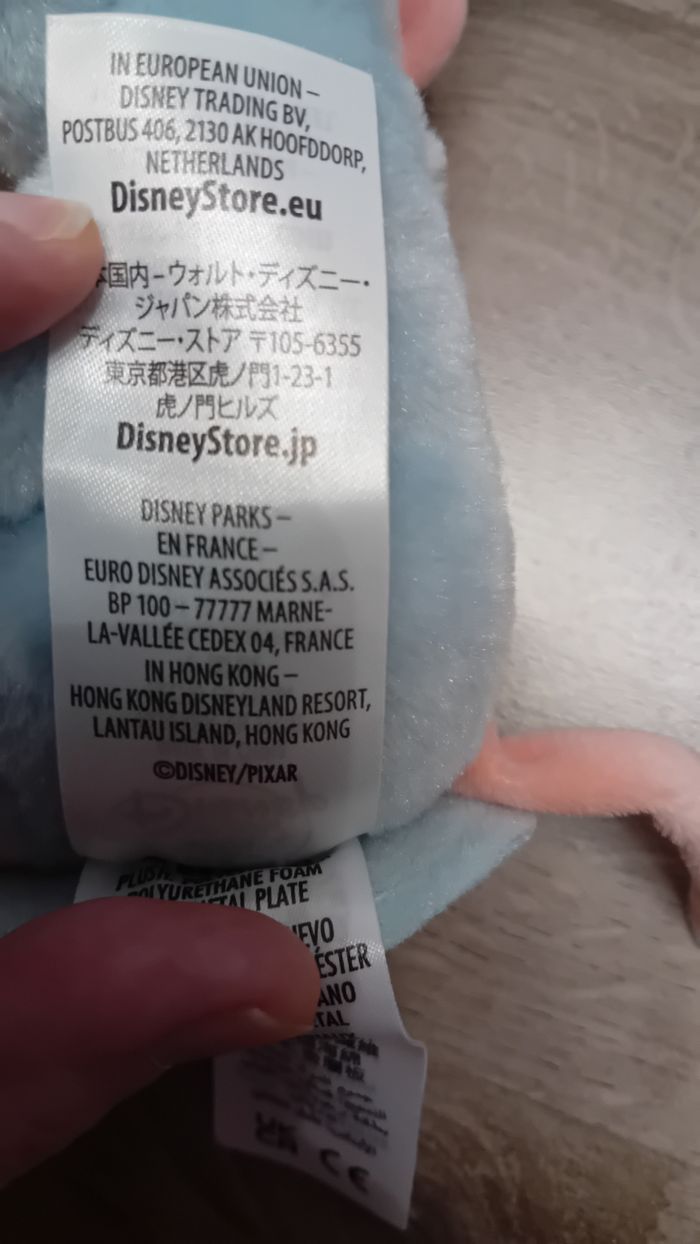 IN EUROPEAN UNION –
DISNEY TRADING BV,
POSTBUS 406, 2130 AK HOOFDDORP,
NETHERLANDS
DisneyStore.eu
本国内-ウォルト・ディズニー・
ジャパン株式会社
ディズニー・ストア 〒105-6355
東京都港区虎ノ門1-23-1
虎ノ門ヒルズ
DisneyStore.jp
DISNEY PARKS –
EN FRANCE –
EURO DISNEY ASSOCIÉS S.A.S.
BP 100 – 77777 MARNE-
LA-VALLÉE CEDEX 04, FRANCE
IN HONG KONG –
HONG KONG DISNEYLAND RESORT,
LANTAU ISLAND, HONG KONG
©DISNEY/PIXAR
POLYURETHANE FOAM
PLATE
CE